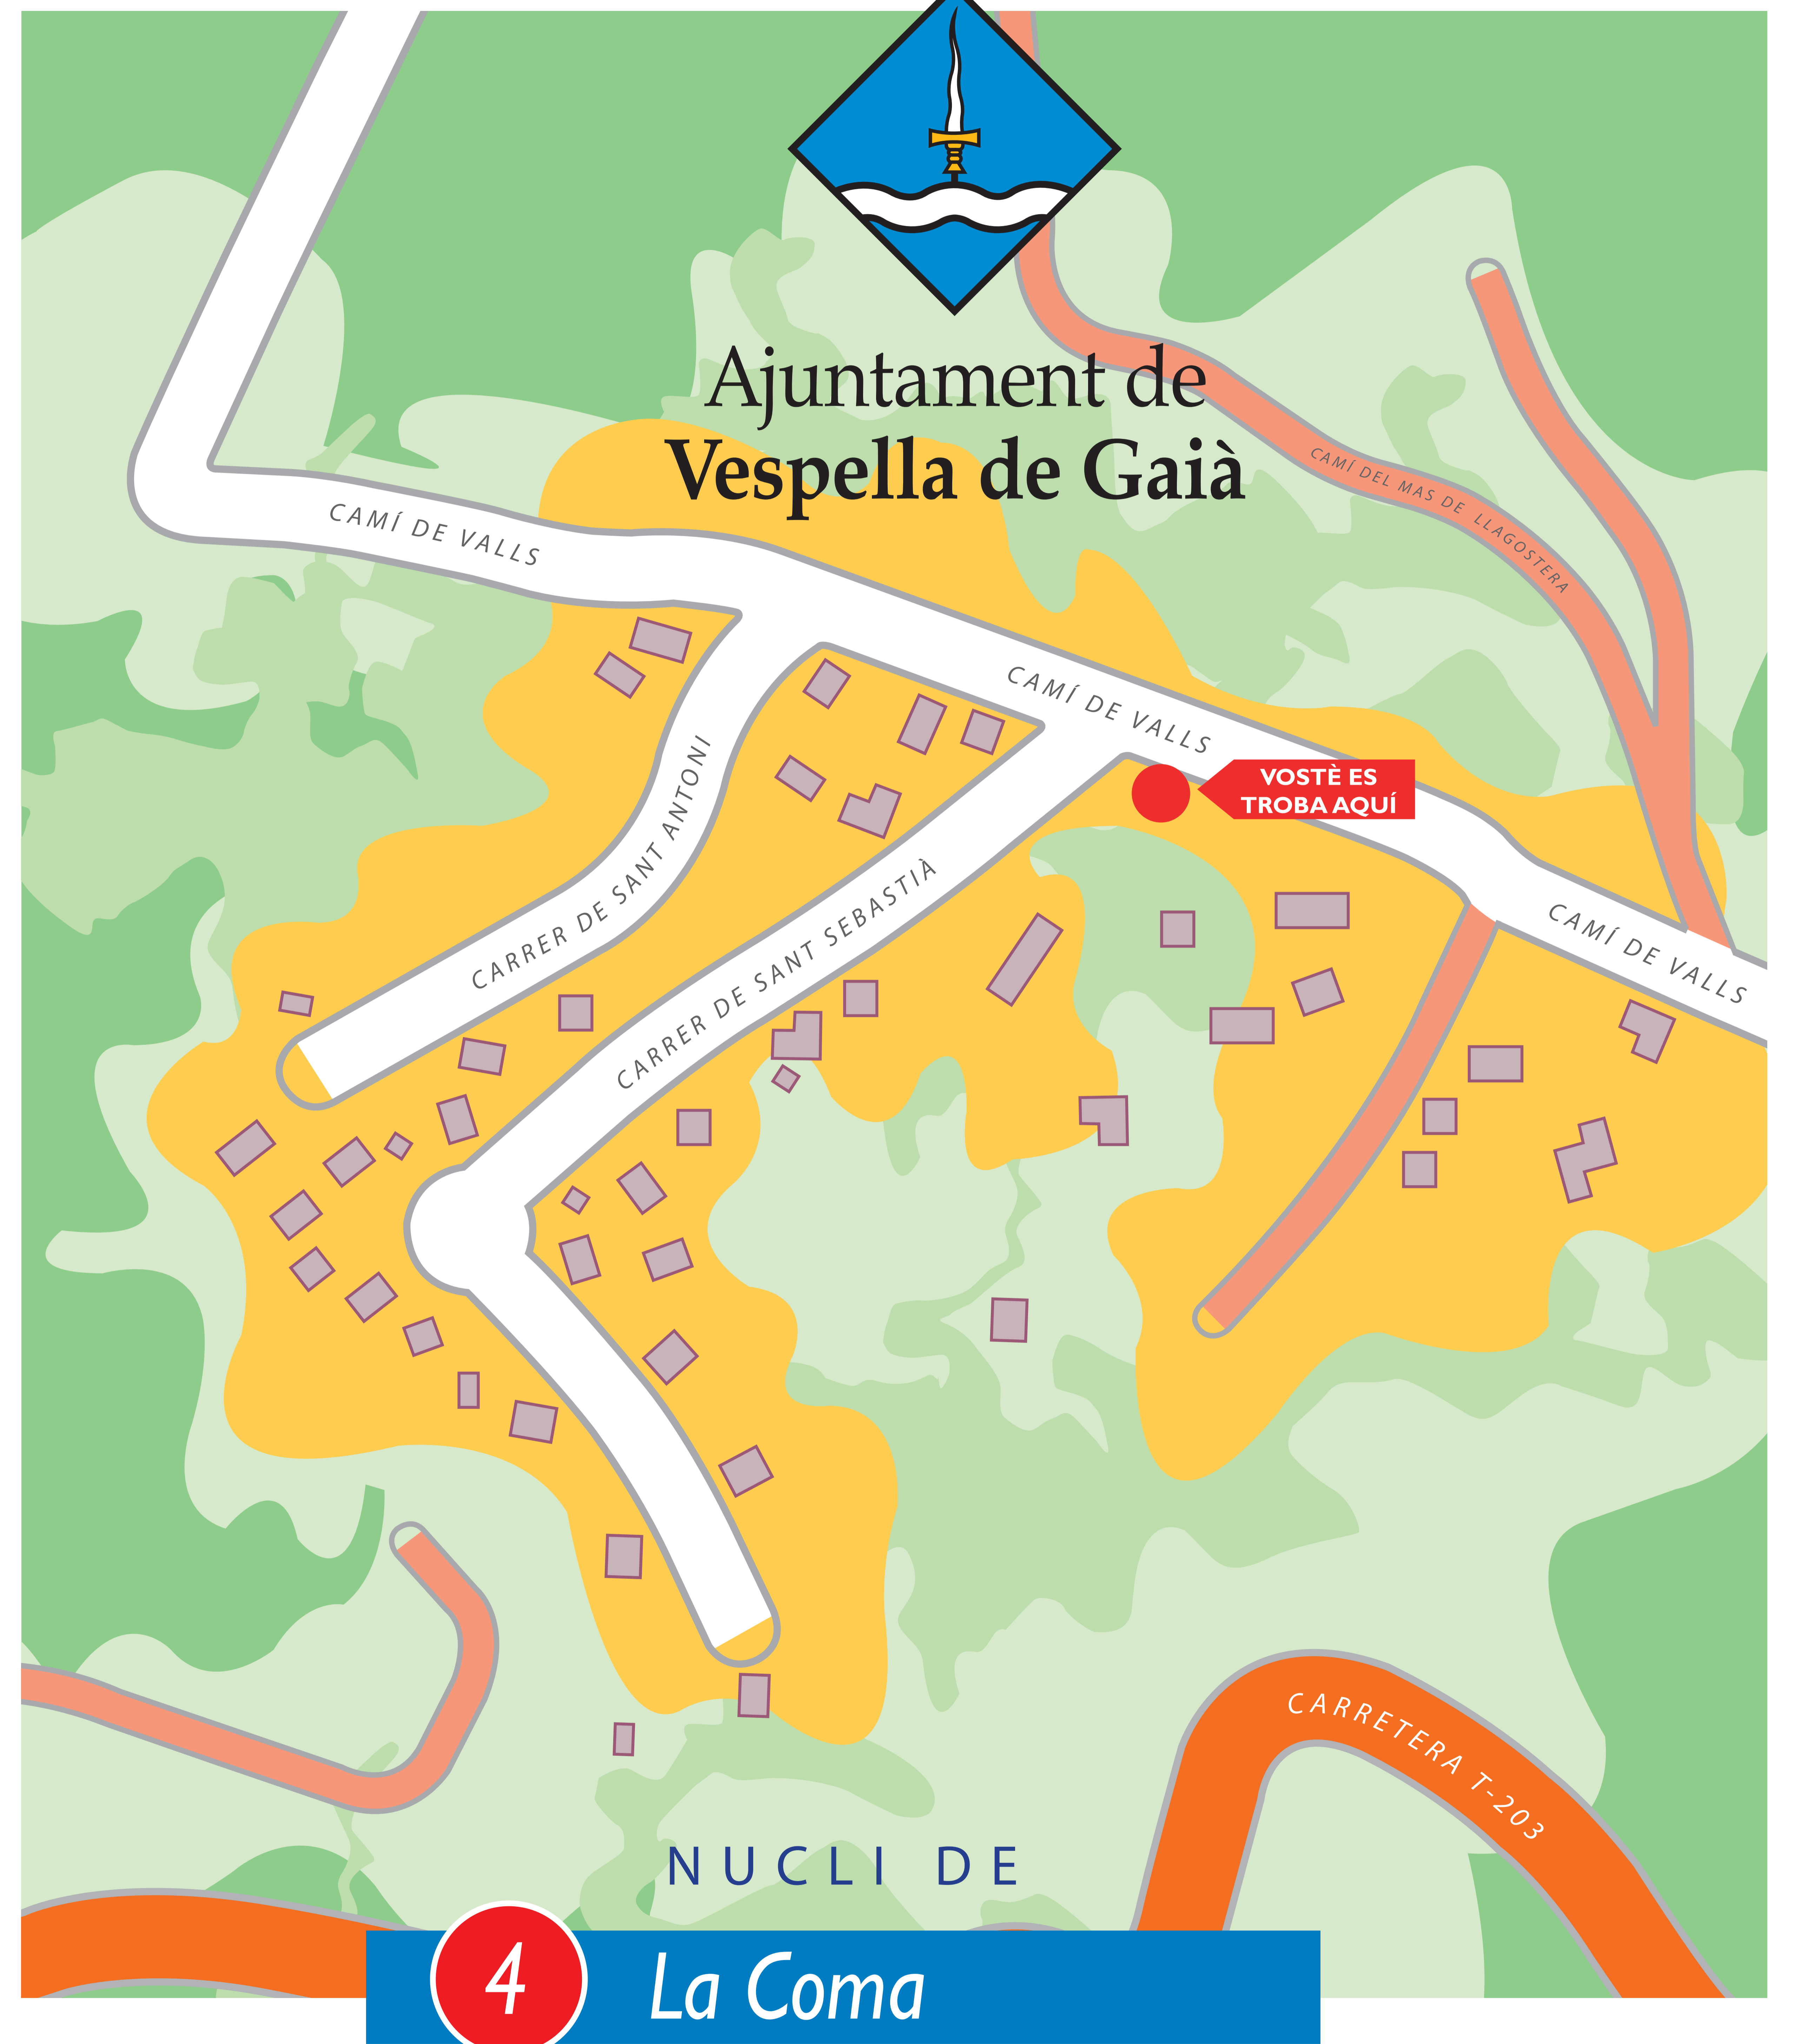 Ajuntament de
Vespella de Gaià
CAMÍ DEL MAS DE LLAGOSTERA
CAMÍ DE VALLS
CAMÍ DE VALLS
VOSTÈ ES
TROBA AQUÍ
CARRER DE SANT ANTONI
CARRER DE SANT SEBASTIÀ
CAMÍ DE VALLS
CARRETERA T-203
NUCLI DE
4 La Coma